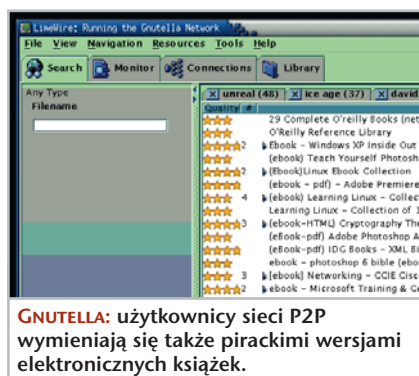 LimeWire: Running the Gnutella Network
File View Navigation Resources Tools Help
Search Monitor Connections Library
Any Type
Filename
unreal (48) ice age (37) david
Quality #
29 Complete O'reilly Books (net
O'Reilly Reference Library
2 Ebook - Windows XP Inside Out
(ebook) Teach Yourself Photosh
2 (Ebook)Linux Ebook Collection
(ebook - pdf) - Adobe Premiere
4 (ebook) Learning Linux - Collec
Learning Linux - Collection of
3 (ebook-HTML) Cryptography The
(eBook-pdf) Adobe Photoshop A
(eBook-pdf) IDG Books - XML Bi
ebook - photoshop 6 bible (ebo
3 [ebook] Networking - CCIE Cisc
2 ebook - Microsoft Training & Ce
GNUTELLA: użytkownicy sieci P2P
wymieniają się także pirackimi wersjami
elektronicznych książek.